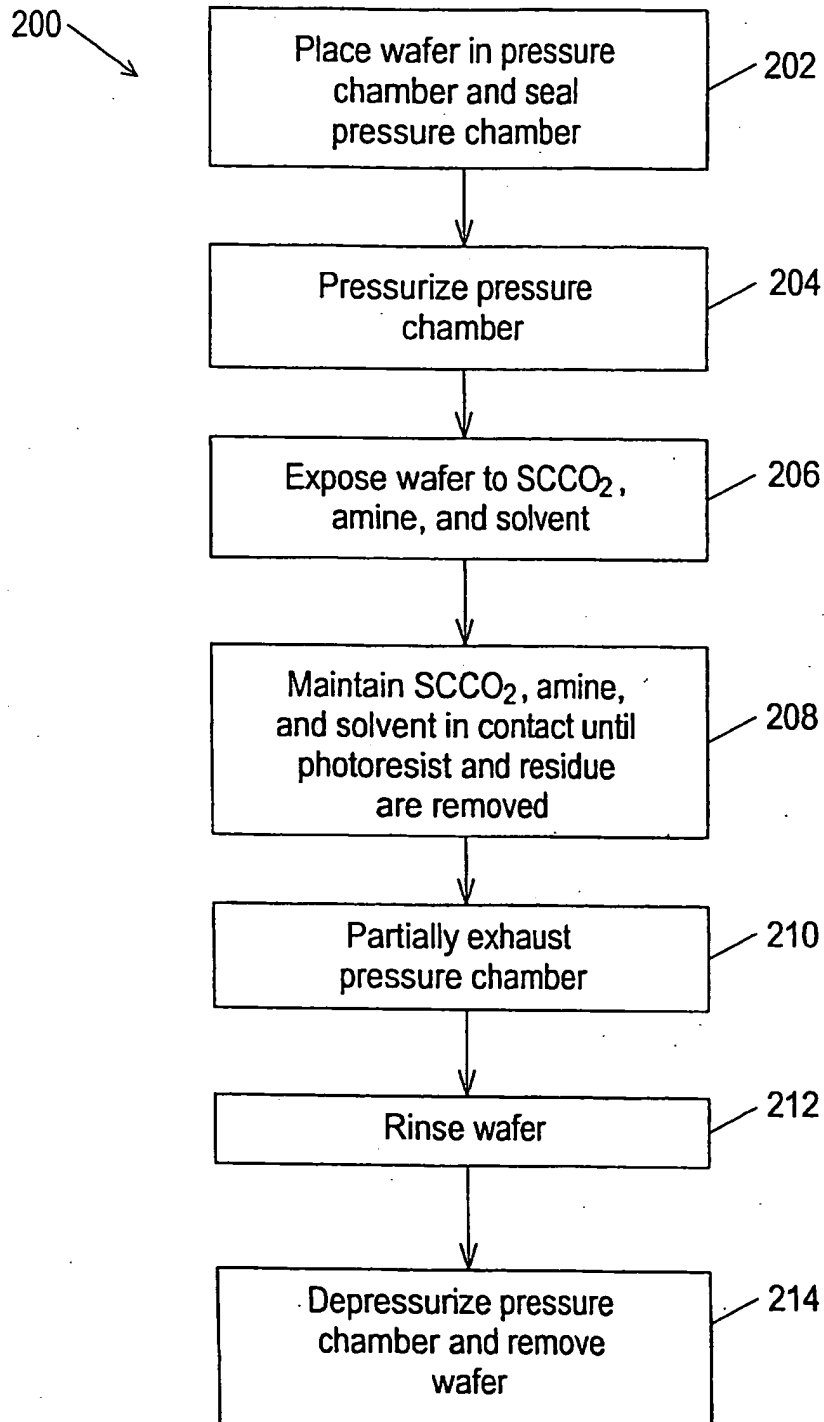 200
Place wafer in pressure
chamber and seal
pressure chamber
202
Pressurize pressure
chamber
204
Expose wafer to SCCO₂,
amine, and solvent
206
Maintain SCCO₂, amine,
and solvent in contact until
photoresist and residue
are removed
208
Partially exhaust
pressure chamber
210
Rinse wafer
212
Depressurize pressure
chamber and remove
wafer
214